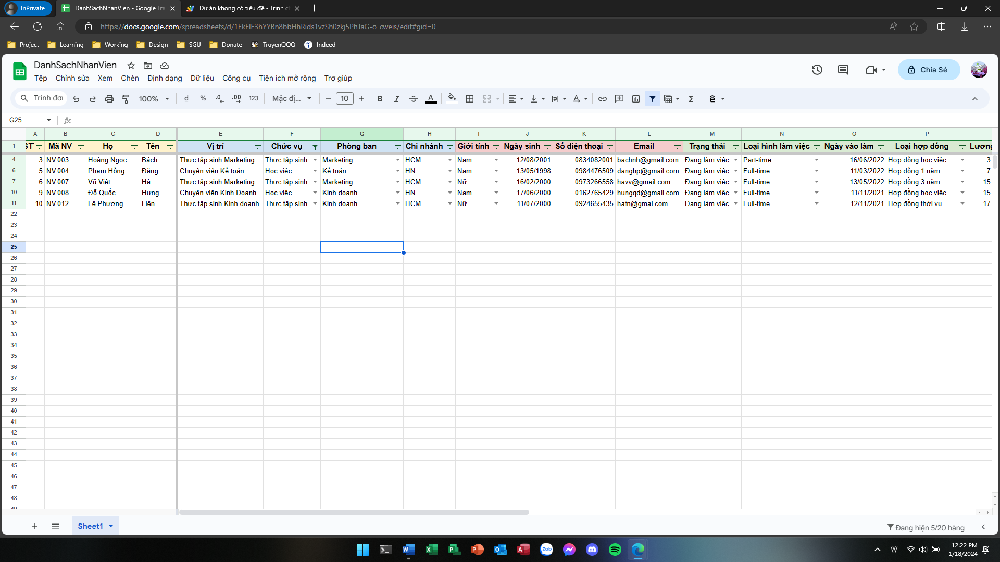 InPrivate
DanhSachNhanVien - Google Tra
Dự án không có tiêu đề - Trình ch
https://docs.google.com/spreadsheets/d/1EkElE3hYYBn8bbHhRids1vzSh0zkj5PhTaG-o_cweis/edit#gid=0
Project Learning Working Design SGU Donate TruyenQQQ Indeed
DanhSachNhanVien
Chia Sẻ
Tệp Chỉnh sửa Xem Chèn Định dạng Dữ liệu Công cụ Tiện ích mở rộng Trợ giúp
Trình đơn 100% đ % .0 .00 123 Mặc đị... 10 B I A Σ ê
G25 fx
A B C D E F G H I J K L M N O P
1 ST Mã NV Họ Tên Vị trí Chức vụ Phòng ban Chi nhánh Giới tính Ngày sinh Số điện thoại Email Trạng thái Loại hình làm việc Ngày vào làm Loại hợp đồng Lương
4 3 NV.003 Hoàng Ngọc Bách Thực tập sinh Marketing Thực tập sinh Marketing HCM Nam 12/08/2001 0834082001 bachnh@gmail.com Đang làm việc Part-time 16/06/2022 Hợp đồng học việc 3.
6 5 NV.004 Phạm Hồng Đăng Chuyên viên Kế toán Học việc Kế toán HN Nam 13/05/1998 0984476509 danghp@gmail.com Đang làm việc Full-time 11/03/2022 Hợp đồng 1 năm 7.
7 6 NV.007 Vũ Việt Hà Thực tập sinh Marketing Thực tập sinh Marketing HCM Nữ 16/02/2000 0973266558 havv@gmail.com Đang làm việc Full-time 13/05/2022 Hợp đồng 3 năm 15.
10 9 NV.008 Đỗ Quốc Hưng Chuyên viên Kinh Doanh Học việc Kinh doanh HN Nam 17/06/2000 0162765429 hungqd@gmail.com Đang làm việc Full-time 11/11/2021 Hợp đồng học việc 15.
11 10 NV.012 Lê Phương Liên Thực tập sinh Kinh doanh Thực tập sinh Kinh doanh HCM Nữ 11/07/2000 0924655435 hatn@gmai.com Đang làm việc Full-time 12/11/2021 Hợp đồng thời vụ 17.
22
23
24
25
26
27
28
29
30
31
32
33
34
35
36
37
38
39
40
41
42
43
44
45
46
47
48
49
Sheet1
Đang hiện 5/20 hàng
Zalo
V
12:22 PM
1/18/2024